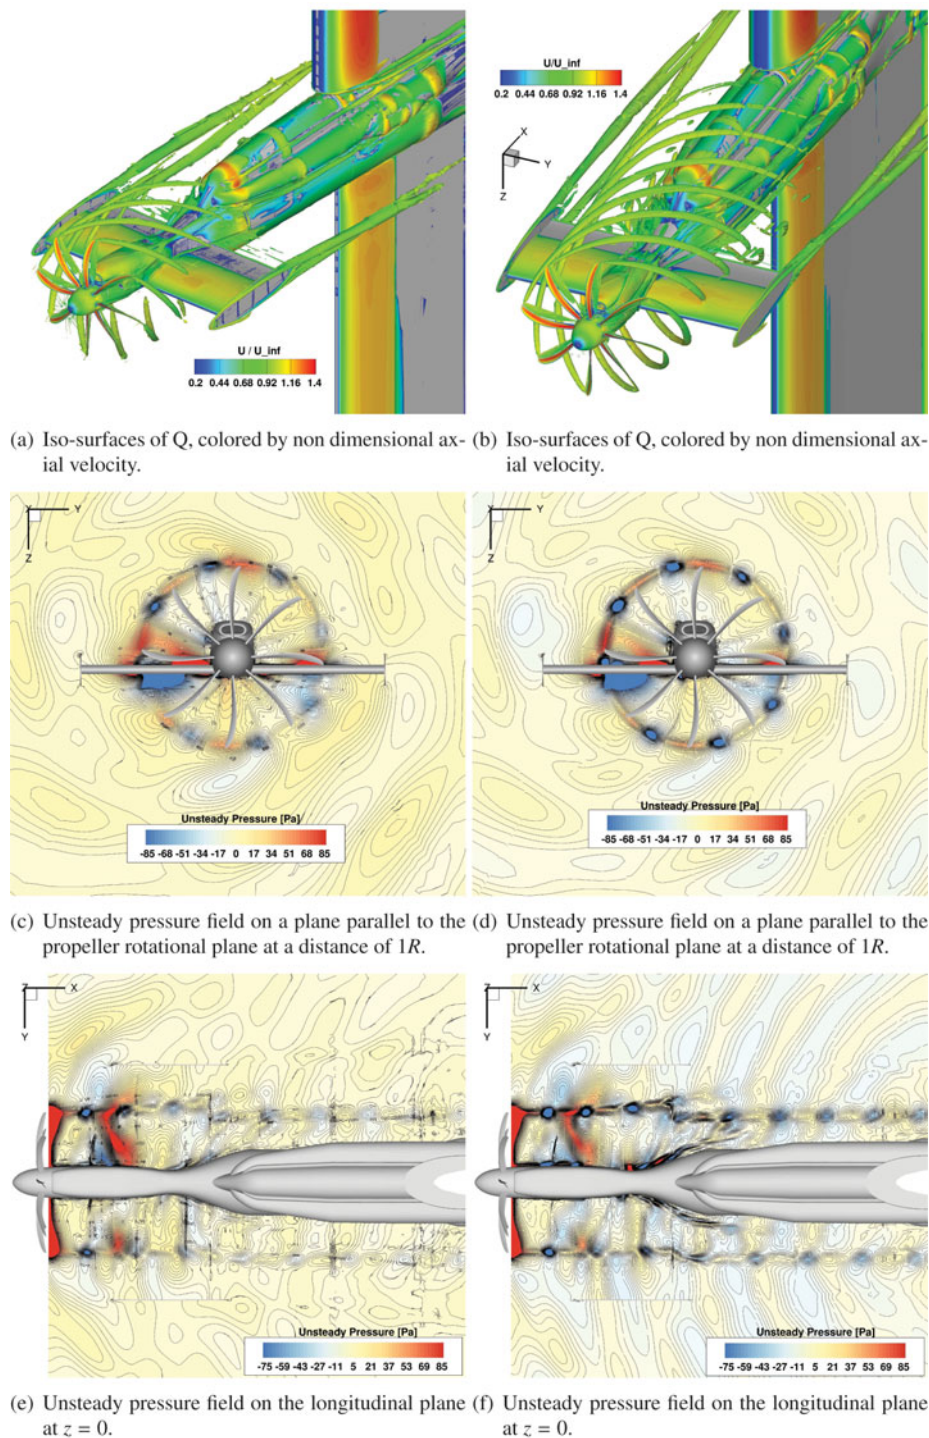 U/U_inf
0.2 0.44 0.68 0.92 1.16 1.4
X
Y
Z
U / U_inf
0.2 0.44 0.68 0.92 1.16 1.4
(a) Iso-surfaces of Q, colored by non dimensional ax-
ial velocity.
(b) Iso-surfaces of Q, colored by non dimensional ax-
ial velocity.
X Y
Z
Unsteady Pressure [Pa]
-85 -68 -51 -34 -17 0 17 34 51 68 85
X Y
Z
Unsteady Pressure [Pa]
-85 -68 -51 -34 -17 0 17 34 51 68 85
(c) Unsteady pressure field on a plane parallel to the
propeller rotational plane at a distance of 1R.
(d) Unsteady pressure field on a plane parallel to the
propeller rotational plane at a distance of 1R.
Z X
Y
Unsteady Pressure [Pa]
-75 -59 -43 -27 -11 5 21 37 53 69 85
Z X
Y
Unsteady Pressure [Pa]
-75 -59 -43 -27 -11 5 21 37 53 69 85
(e) Unsteady pressure field on the longitudinal plane
at z = 0.
(f) Unsteady pressure field on the longitudinal plane
at z = 0.